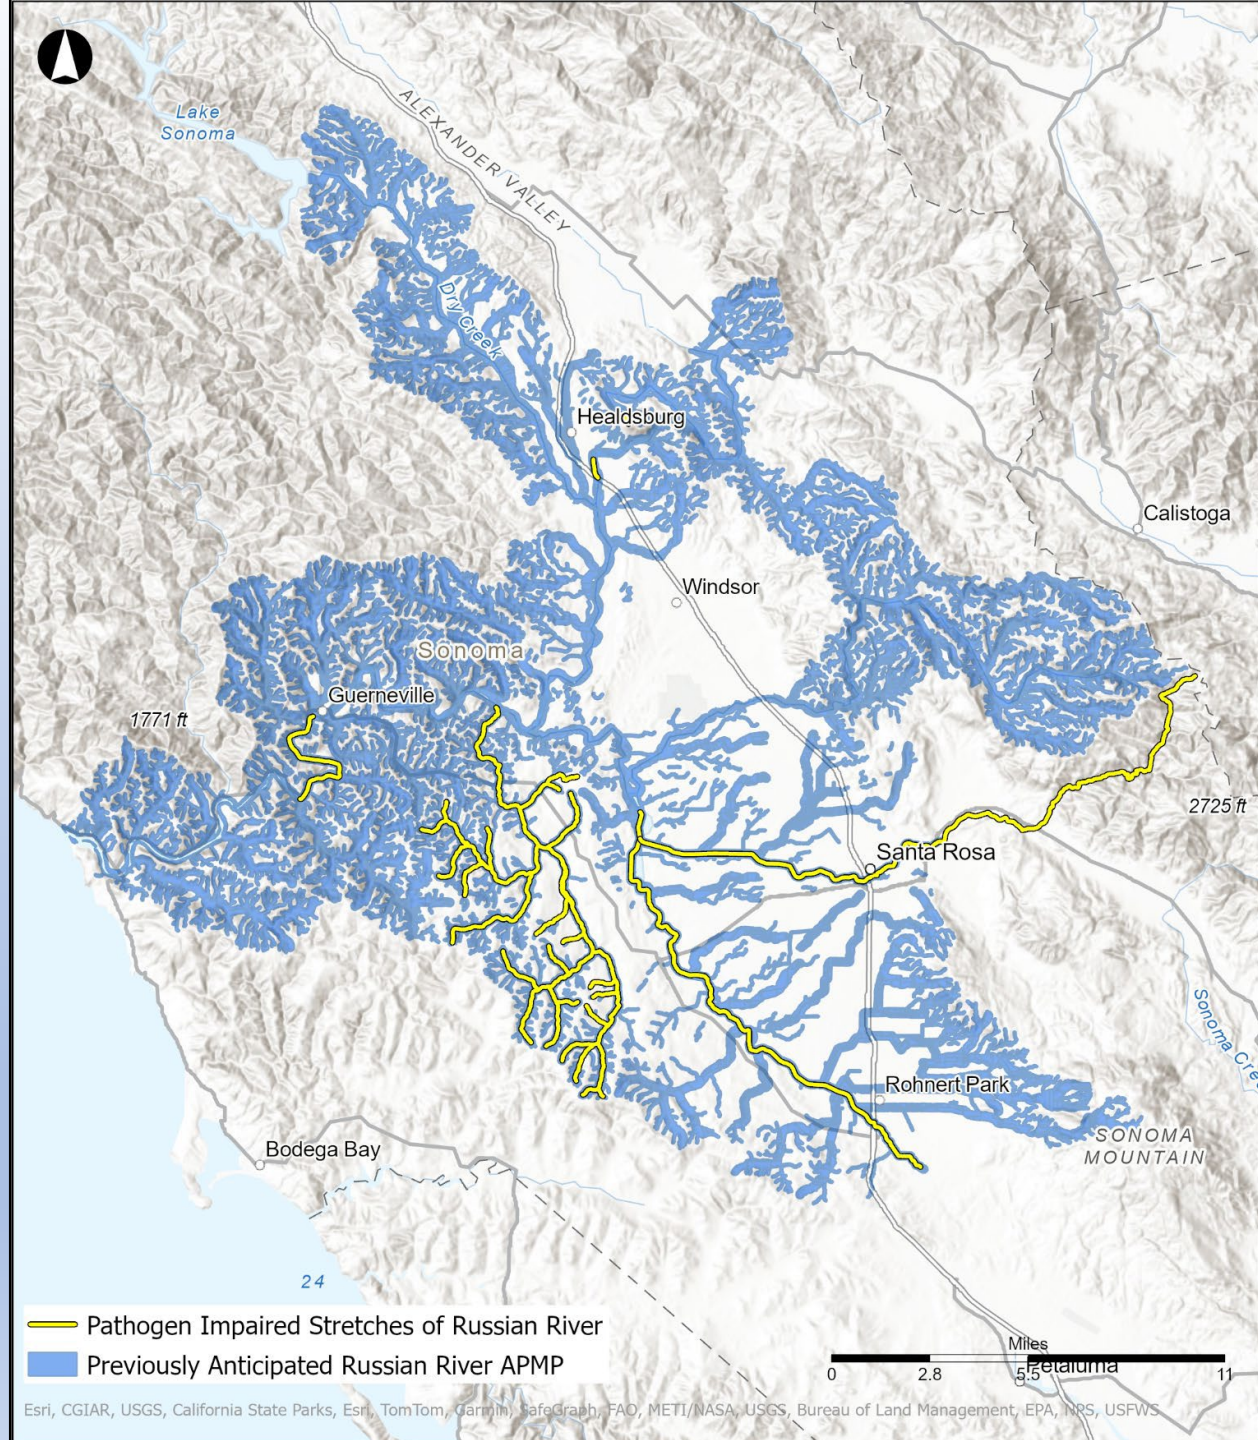 Lake
Sonoma
ALEXANDER VALLEY
Dry Creek
Healdsburg
Calistoga
Windsor
Sonoma
Guerneville
1771 ft
2725 ft
Santa Rosa
Sonoma Cre
Rohnert Park
SONOMA
MOUNTAIN
Bodega Bay
24
Pathogen Impaired Stretches of Russian River
Previously Anticipated Russian River APMP
Miles
Petaluma
0 2.8 5.5 11
Esri, CGIAR, USGS, California State Parks, Esri, TomTom, Garmin, SafeGraph, FAO, METI/NASA, USGS, Bureau of Land Management, EPA, NPS, USFWS